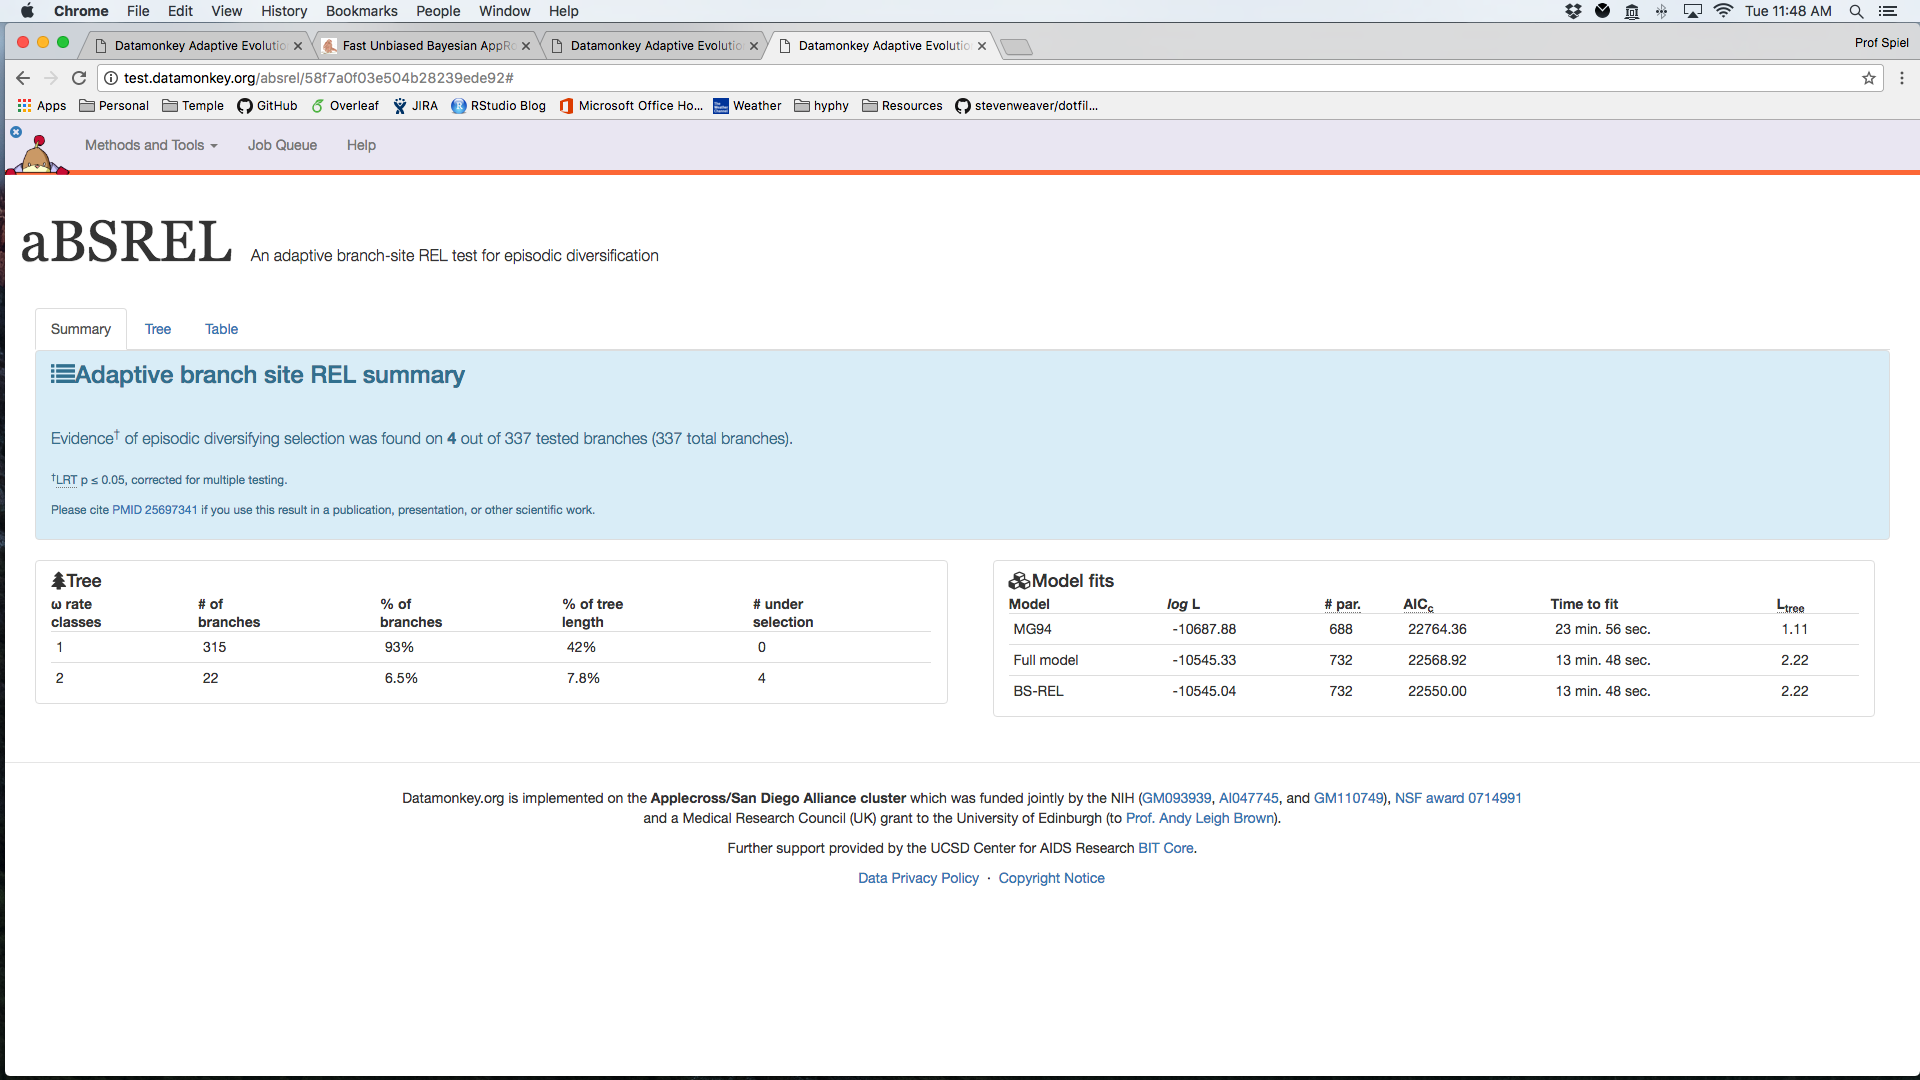 Chrome File Edit View History Bookmarks People Window Help Tue 11:48 AM
Datamonkey Adaptive Evolutio Fast Unbiased Bayesian AppRo Datamonkey Adaptive Evolutio Datamonkey Adaptive Evolutio Prof Spiel
test.datamonkey.org/absrel/58f7a0f03e504b28239ede92#
Apps Personal Temple GitHub Overleaf JIRA RStudio Blog Microsoft Office Ho... Weather hyphy Resources stevenweaver/dotfil...
Methods and Tools Job Queue Help
aBSREL An adaptive branch-site REL test for episodic diversification
Summary Tree Table
Adaptive branch site REL summary
Evidence† of episodic diversifying selection was found on 4 out of 337 tested branches (337 total branches).
†LRT p ≤ 0.05, corrected for multiple testing.
Please cite PMID 25697341 if you use this result in a publication, presentation, or other scientific work.
Tree
ω rate classes # of branches % of branches % of tree length # under selection
1 315 93% 42% 0
2 22 6.5% 7.8% 4
Model fits
Model log L # par. AICc Time to fit Ltree
MG94 -10687.88 688 22764.36 23 min. 56 sec. 1.11
Full model -10545.33 732 22568.92 13 min. 48 sec. 2.22
BS-REL -10545.04 732 22550.00 13 min. 48 sec. 2.22
Datamonkey.org is implemented on the Applecross/San Diego Alliance cluster which was funded jointly by the NIH (GM093939, AI047745, and GM110749), NSF award 0714991
and a Medical Research Council (UK) grant to the University of Edinburgh (to Prof. Andy Leigh Brown).
Further support provided by the UCSD Center for AIDS Research BIT Core.
Data Privacy Policy · Copyright Notice